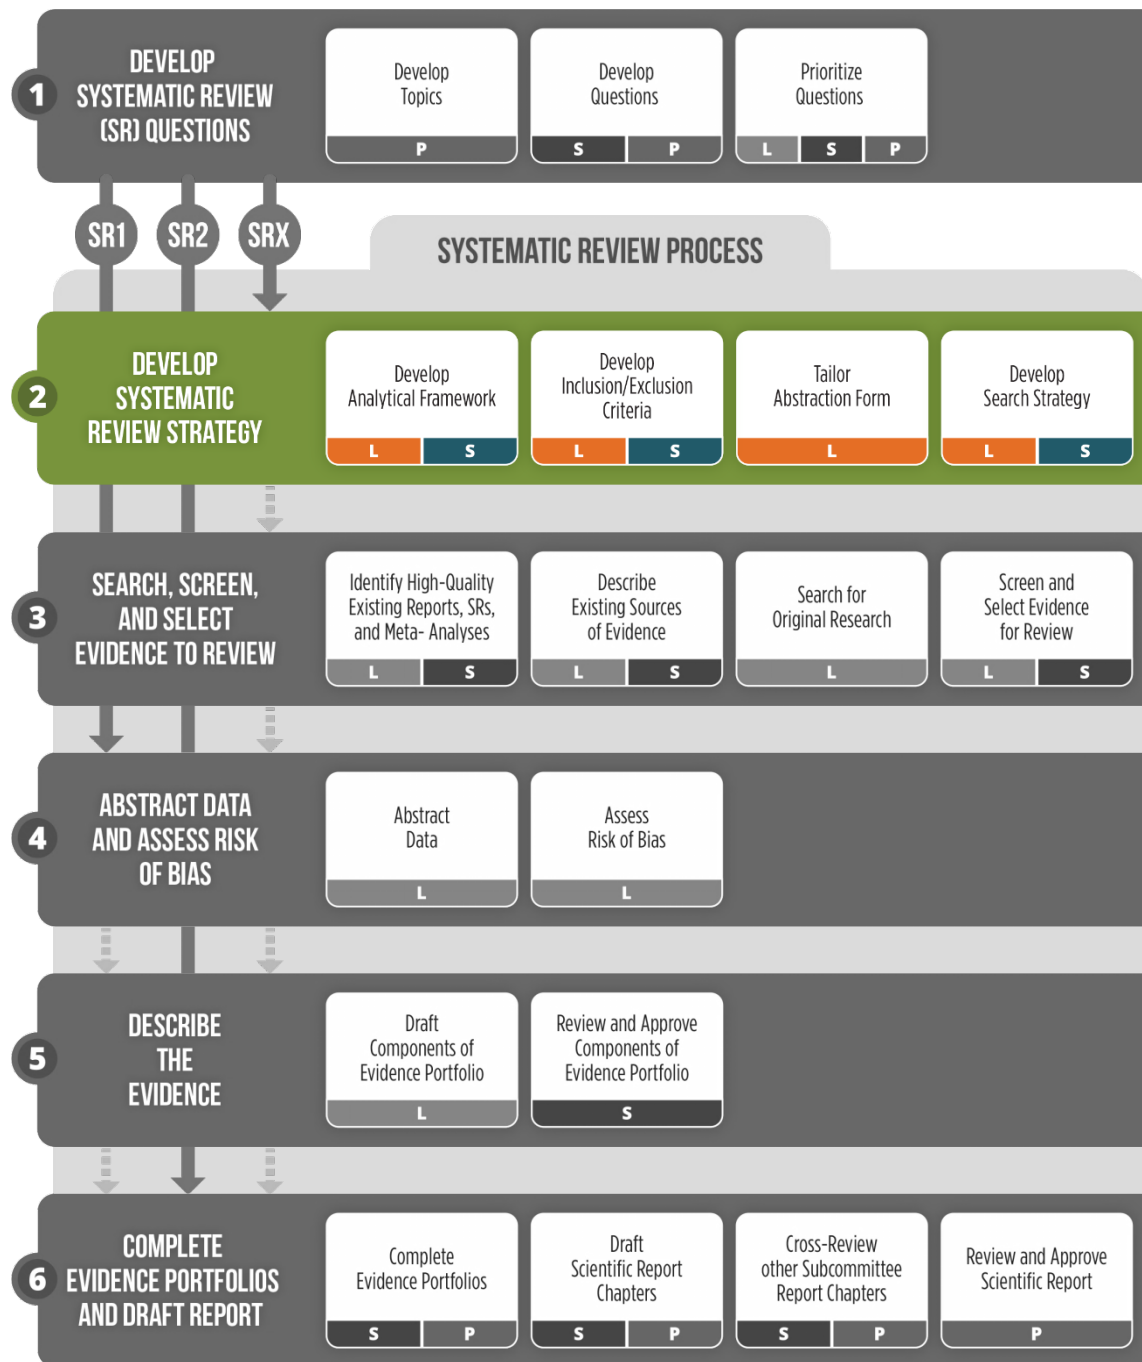 1
DEVELOP
SYSTEMATIC REVIEW
(SR) QUESTIONS
Develop
Topics
P
Develop
Questions
S P
Prioritize
Questions
L S P
SR1 SR2 SRX
SYSTEMATIC REVIEW PROCESS
2
DEVELOP
SYSTEMATIC
REVIEW STRATEGY
Develop
Analytical Framework
L S
Develop
Inclusion/Exclusion
Criteria
L S
Tailor
Abstraction Form
L
Develop
Search Strategy
L S
3
SEARCH, SCREEN,
AND SELECT
EVIDENCE TO REVIEW
Identify High-Quality
Existing Reports, SRs,
and Meta- Analyses
L S
Describe
Existing Sources
of Evidence
L S
Search for
Original Research
L
Screen and
Select Evidence
for Review
L S
4
ABSTRACT DATA
AND ASSESS RISK
OF BIAS
Abstract
Data
L
Assess
Risk of Bias
L
5
DESCRIBE
THE
EVIDENCE
Draft
Components of
Evidence Portfolio
L
Review and Approve
Components of
Evidence Portfolio
S
6
COMPLETE
EVIDENCE PORTFOLIOS
AND DRAFT REPORT
Complete
Evidence Portfolios
S P
Draft
Scientific Report
Chapters
S P
Cross-Review
other Subcommittee
Report Chapters
S P
Review and Approve
Scientific Report
P